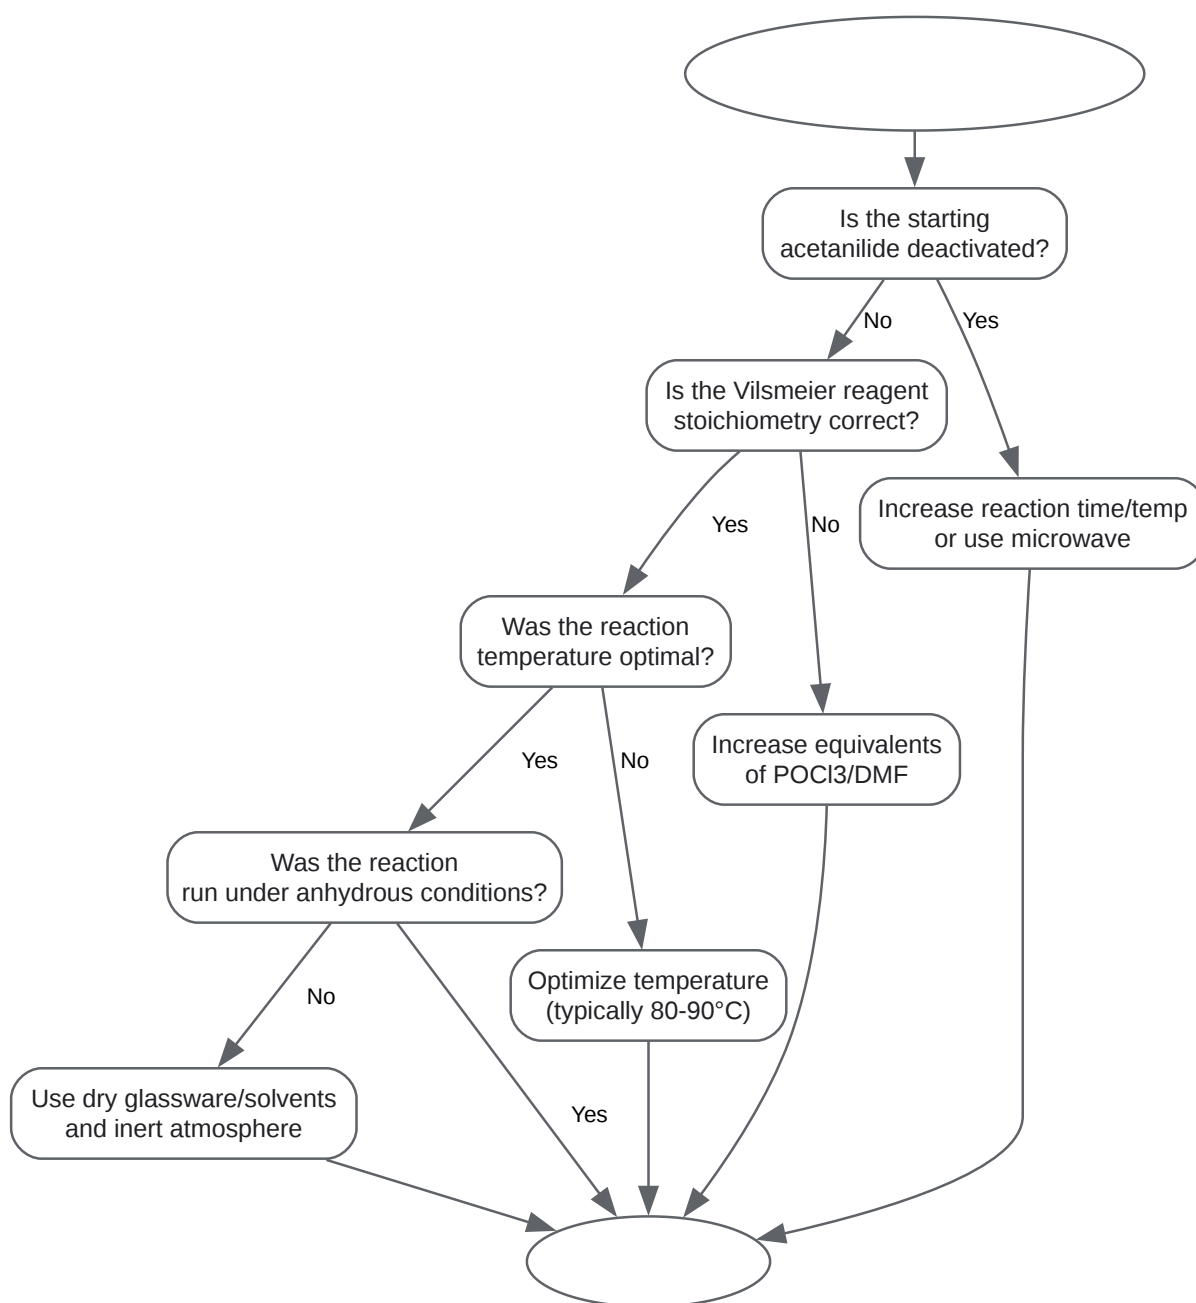 Is the starting
acetanilide deactivated?
No
Yes
Is the Vilsmeier reagent
stoichiometry correct?
Increase reaction time/temp
or use microwave
Yes
No
Was the reaction
temperature optimal?
Increase equivalents
of POCl3/DMF
Yes
No
Was the reaction
run under anhydrous conditions?
Optimize temperature
(typically 80-90°C)
No
Use dry glassware/solvents
and inert atmosphere
Yes